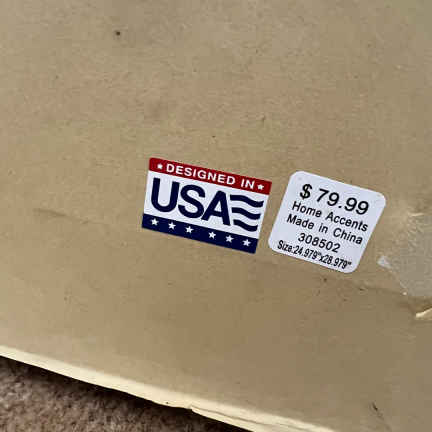 DESIGNED IN
USA
$ 79.99
Home Accents
Made in China
308502
Size:24.979"x28.979"